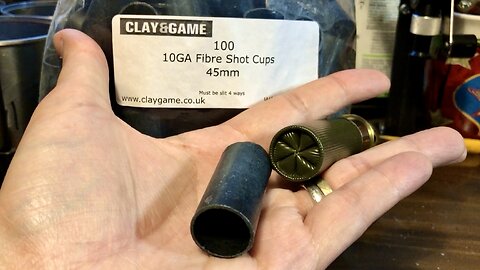 CLAY&GAME
100
10GA Fibre Shot Cups
45mm
Must be slit 4 ways
www.claygame.co.uk